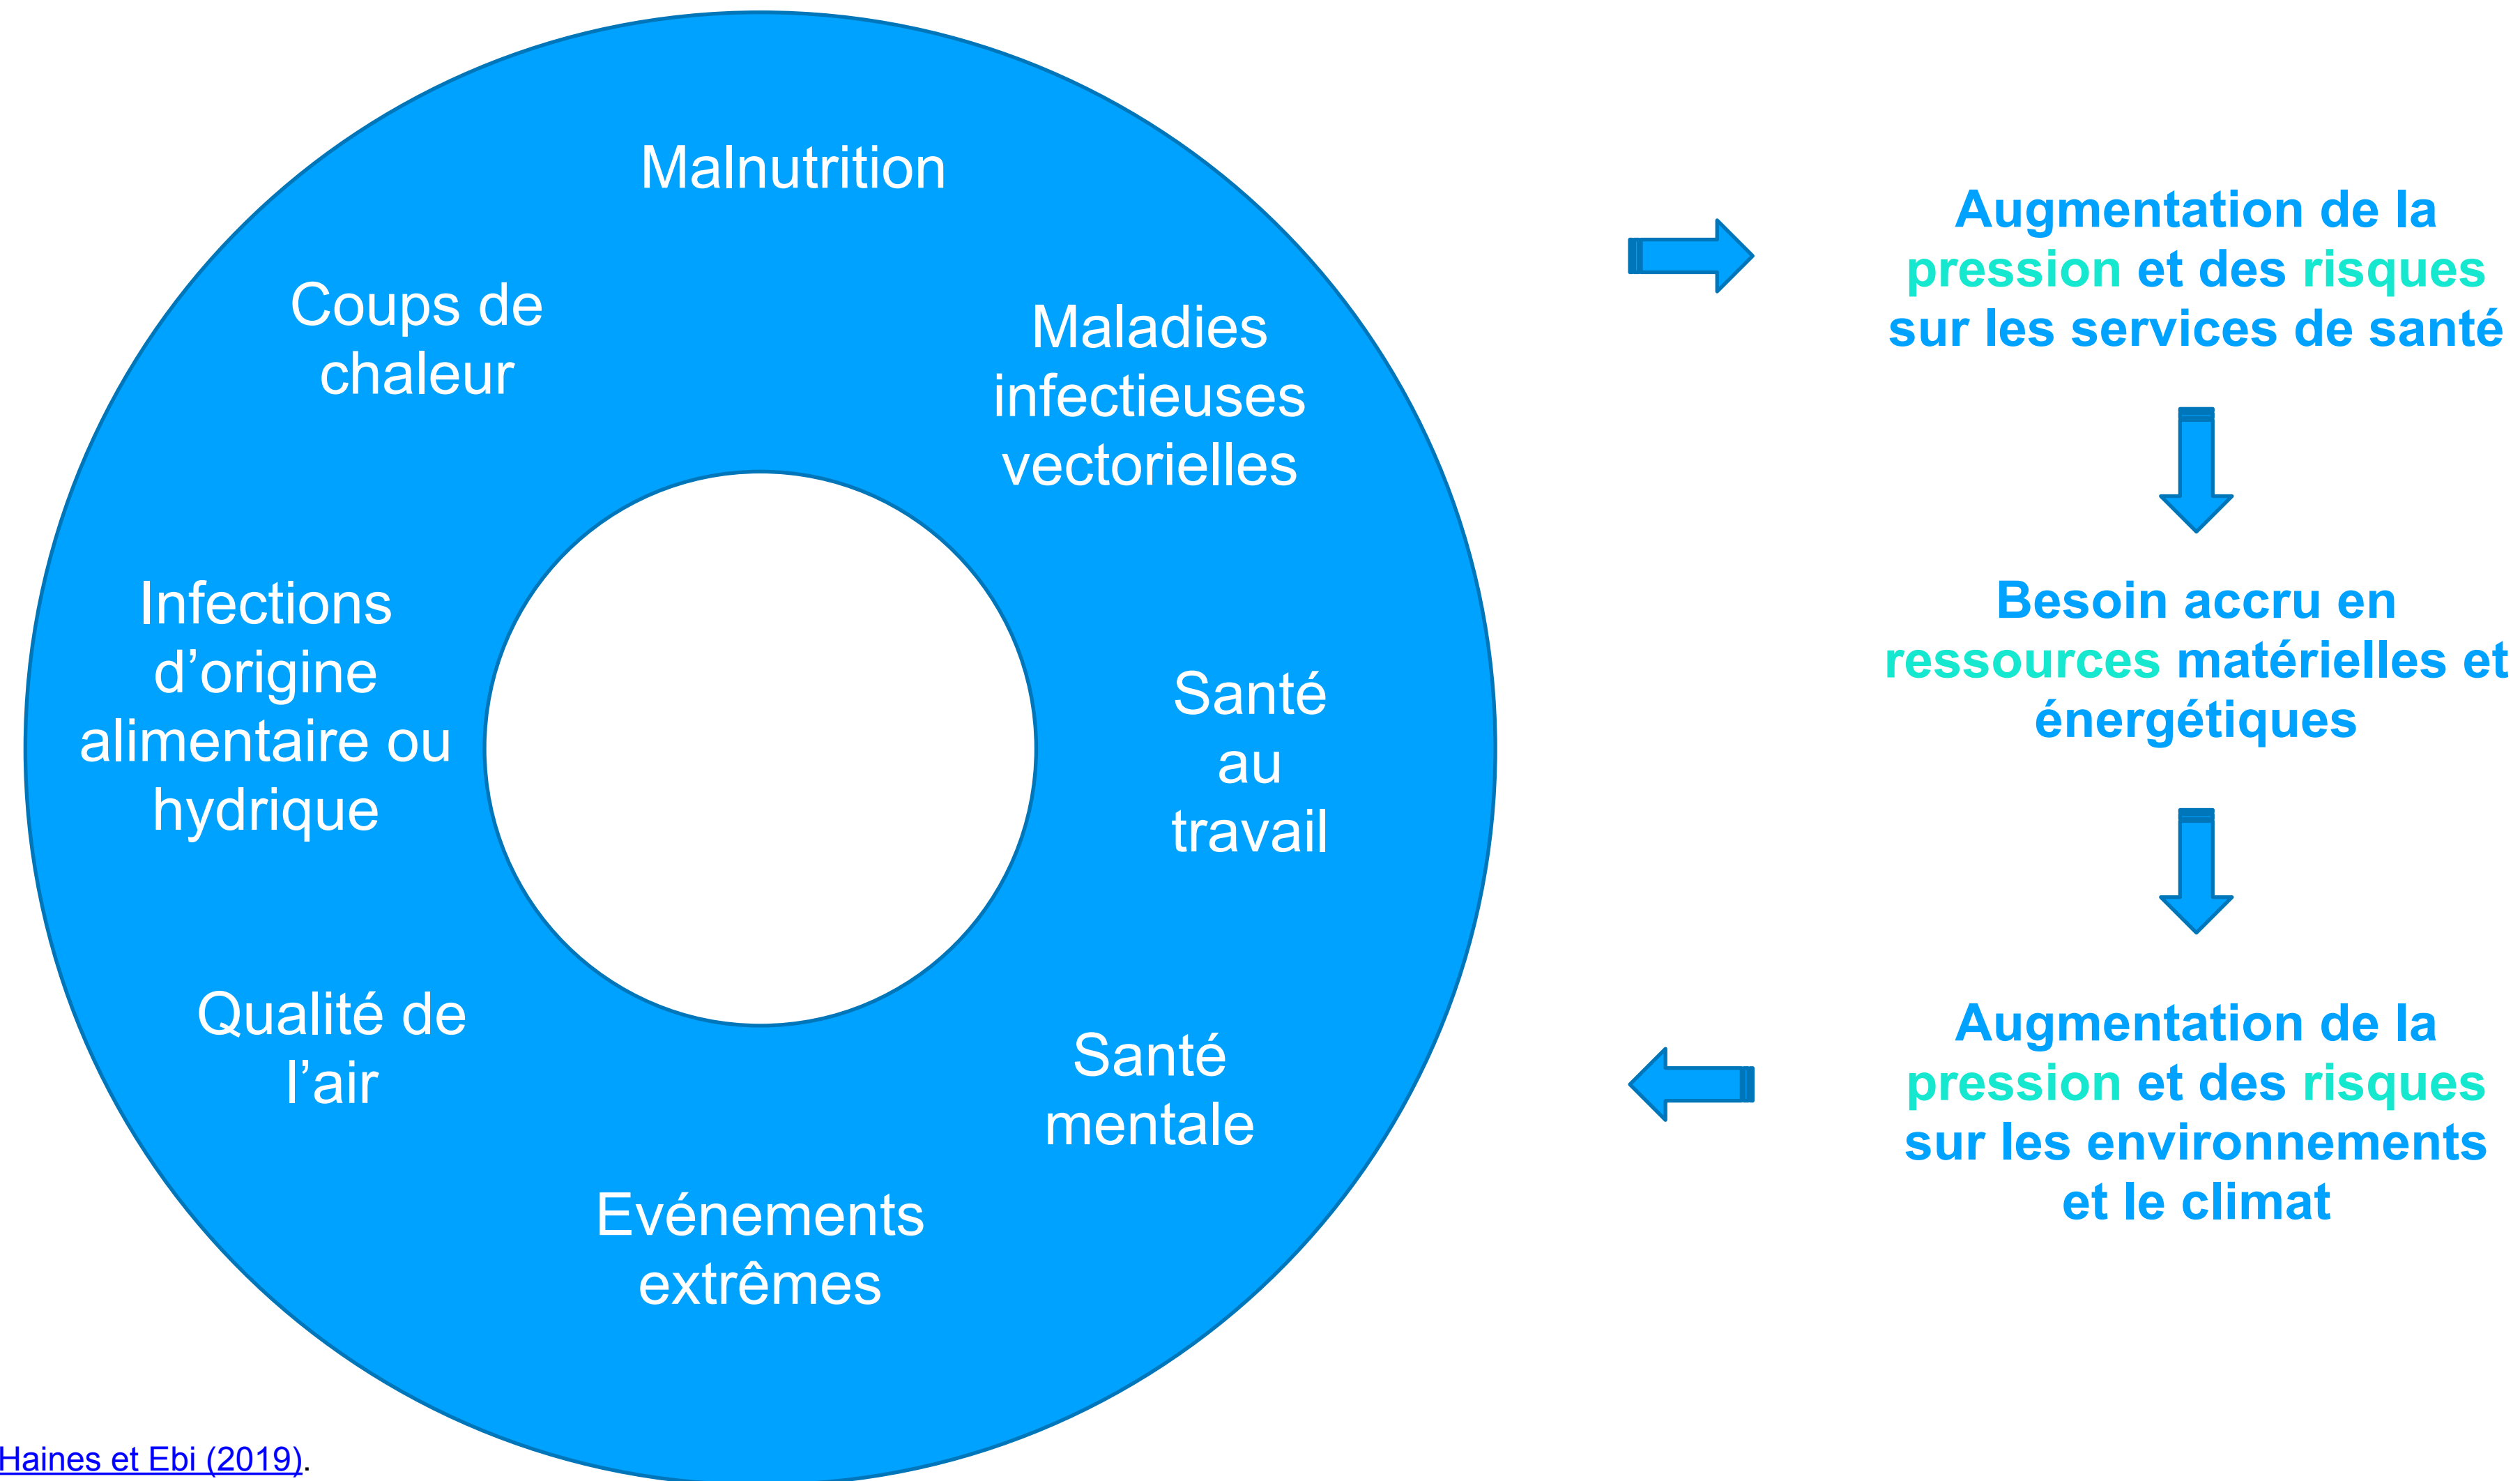 Malnutrition
Coups de
chaleur
Maladies
infectieuses
vectorielles
Infections
d’origine
alimentaire ou
hydrique
Santé
au
travail
Qualité de
l’air
Santé
mentale
Evénements
extrêmes
Augmentation de la
pression et des risques
sur les services de santé
Besoin accru en
ressources matérielles et
énergétiques
Augmentation de la
pression et des risques
sur les environnements
et le climat
Haines et Ebi (2019).